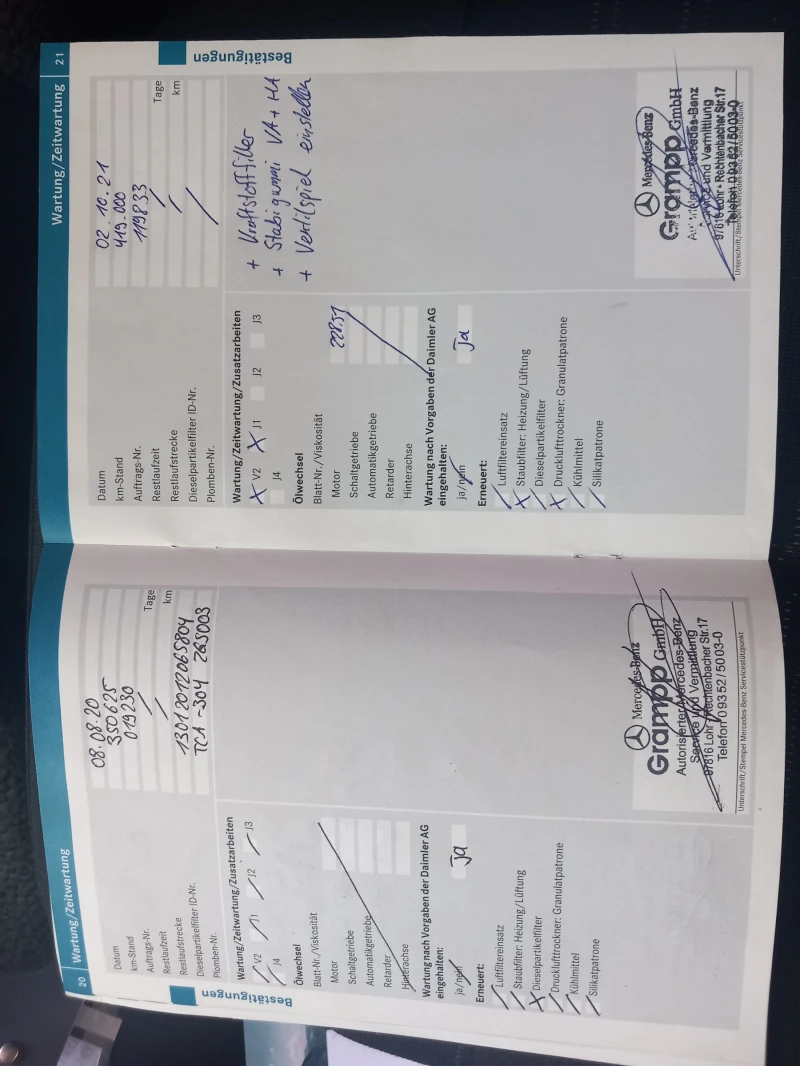 20
Wartung/Zeitwartung
Bestätigungen
Datum 08.08.20
km-Stand 350625
Auftrags-Nr. 019230
Restlaufzeit / Tage
Restlaufstrecke / km
Dieselpartikelfilter ID-Nr. 13012012065804
Plomben-Nr. TCA-304 265003
Wartung/Zeitwartung/Zusatzarbeiten
V2 J1 J2 J3
J4
Ölwechsel
Blatt-Nr./Viskosität
Motor
Schaltgetriebe
Automatikgetriebe
Retarder
Hinterachse
Wartung nach Vorgaben der Daimler AG
eingehalten:
ja/nein ja
Erneuert:
Luftfiltereinsatz
Staubfilter: Heizung/Lüftung
X Dieselpartikelfilter
Drucklufttrockner: Granulatpatrone
Kühlmittel
Silikatpatrone
Mercedes-Benz
Grampp GmbH
Autorisierter Mercedes-Benz
Service und Vermittlung
97816 Lohr • Rechtenbacher Str.17
Telefon 09352/5003-0
Unterschrift/Stempel Mercedes-Benz Servicestützpunkt
Wartung/Zeitwartung
21
Bestätigungen
Datum 02.10.21
km-Stand 419.000
Auftrags-Nr. 119833
Restlaufzeit / Tage
Restlaufstrecke / km
Dieselpartikelfilter ID-Nr.
Plomben-Nr. /
Wartung/Zeitwartung/Zusatzarbeiten
X V2 X J1 J2 J3
J4
+ Kraftstofffilter
+ Stabigummi VA + HA
+ Ventilspiel einstellen
Ölwechsel
Blatt-Nr./Viskosität
Motor 228.51
Schaltgetriebe
Automatikgetriebe
Retarder
Hinterachse
Wartung nach Vorgaben der Daimler AG
eingehalten:
ja/nein ja
Erneuert:
Luftfiltereinsatz
X Staubfilter: Heizung/Lüftung
Dieselpartikelfilter
X Drucklufttrockner: Granulatpatrone
Kühlmittel
Silikatpatrone
Mercedes-Benz
Grampp GmbH
Mercedes-Benz
und Vermittlung
97816 Lohr • Rechtenbacher Str.17
Telefon 09352/5003-0
Unterschrift/Stempel Mercedes-Benz Servicestützpunkt